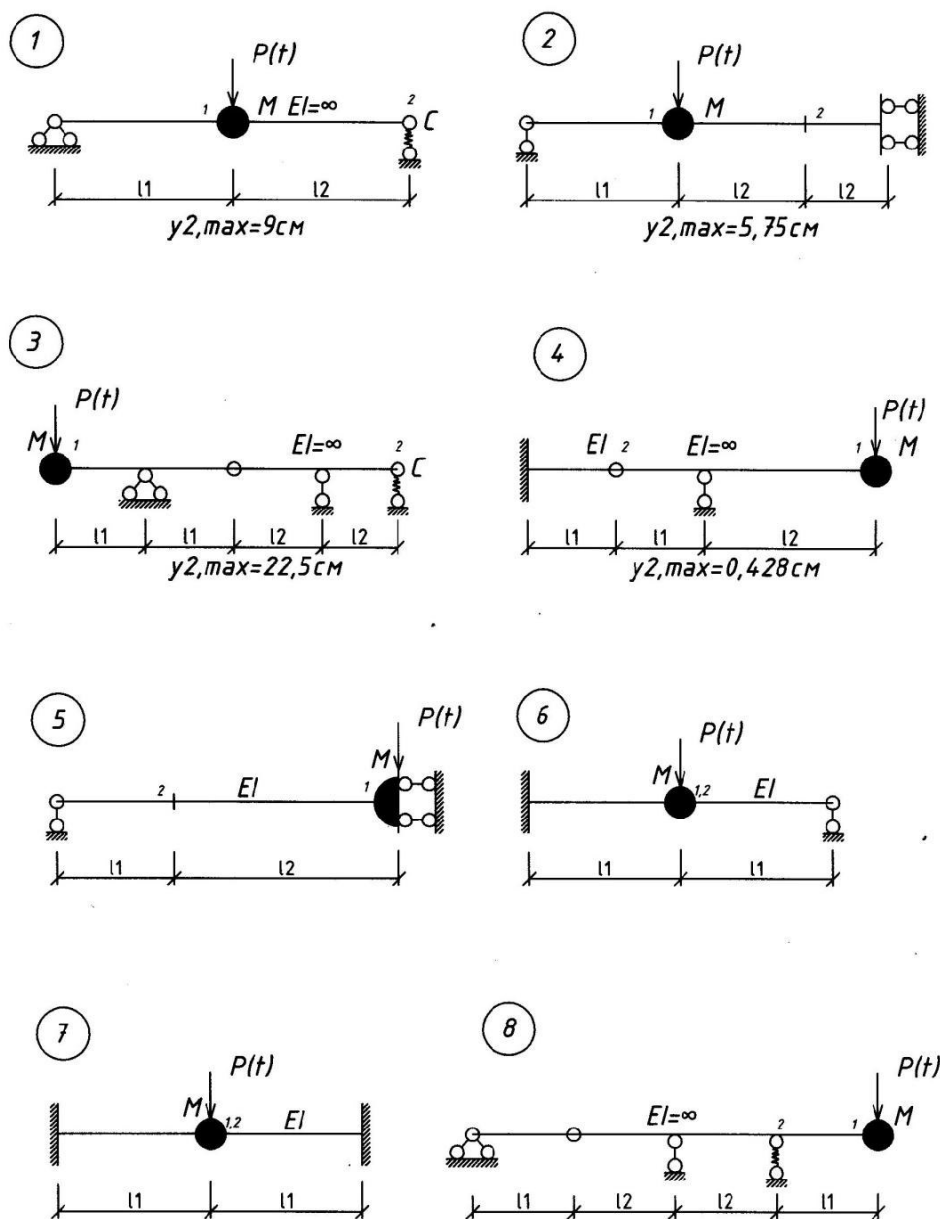 1
2
P(t)
P(t)
1
M
EI=∞
2
C
1
M
2
l1
l2
l1
l2
l2
y2,max=9см
y2,max=5,75см
3
4
P(t)
P(t)
M
1
EI=∞
2
C
EI
2
EI=∞
1
M
l1
l1
l2
l2
l1
l1
l2
y2,max=22,5см
y2,max=0,428см
5
6
P(t)
P(t)
M
M
2
EI
1
1,2
EI
l1
l2
l1
l1
7
8
P(t)
P(t)
M
1,2
EI
EI=∞
2
1
M
l1
l1
l1
l2
l2
l1